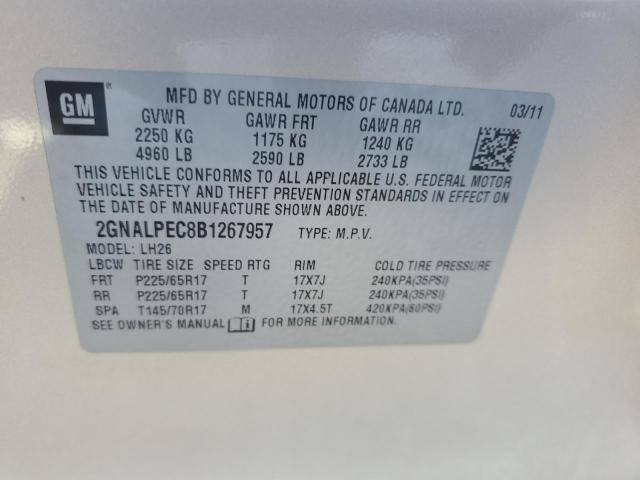 GM ®
MFD BY GENERAL MOTORS OF CANADA LTD. 03/11
GVWR GAWR FRT GAWR RR
2250 KG 1175 KG 1240 KG
4960 LB 2590 LB 2733 LB
THIS VEHICLE CONFORMS TO ALL APPLICABLE U.S. FEDERAL MOTOR
VEHICLE SAFETY AND THEFT PREVENTION STANDARDS IN EFFECT ON
THE DATE OF MANUFACTURE SHOWN ABOVE.
2GNALPEC8B1267957 TYPE: M.P.V.
MODEL: LH26
LBCW TIRE SIZE SPEED RTG RIM COLD TIRE PRESSURE
FRT P225/65R17 T 17X7J 240KPA(35PSI)
RR P225/65R17 T 17X7J 240KPA(35PSI)
SPA T145/70R17 M 17X4.5T 420KPA(60PSI)
SEE OWNER'S MANUAL FOR MORE INFORMATION.